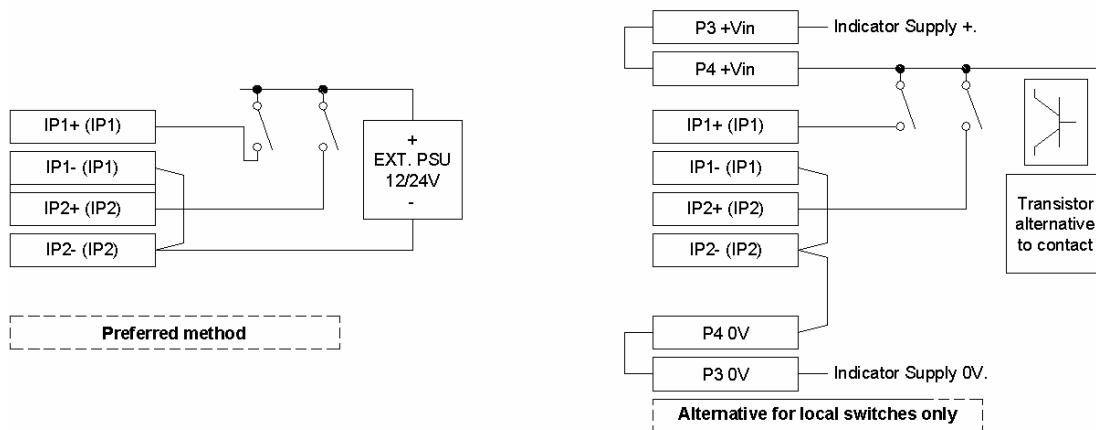 IP1+ (IP1)
IP1- (IP1)
IP2+ (IP2)
IP2- (IP2)
+
EXT. PSU
12/24V
-
Preferred method
P3 +Vin
Indicator Supply +.
P4 +Vin
IP1+ (IP1)
IP1- (IP1)
IP2+ (IP2)
IP2- (IP2)
Transistor
alternative
to contact
P4 0V
P3 0V
Indicator Supply 0V.
Alternative for local switches only